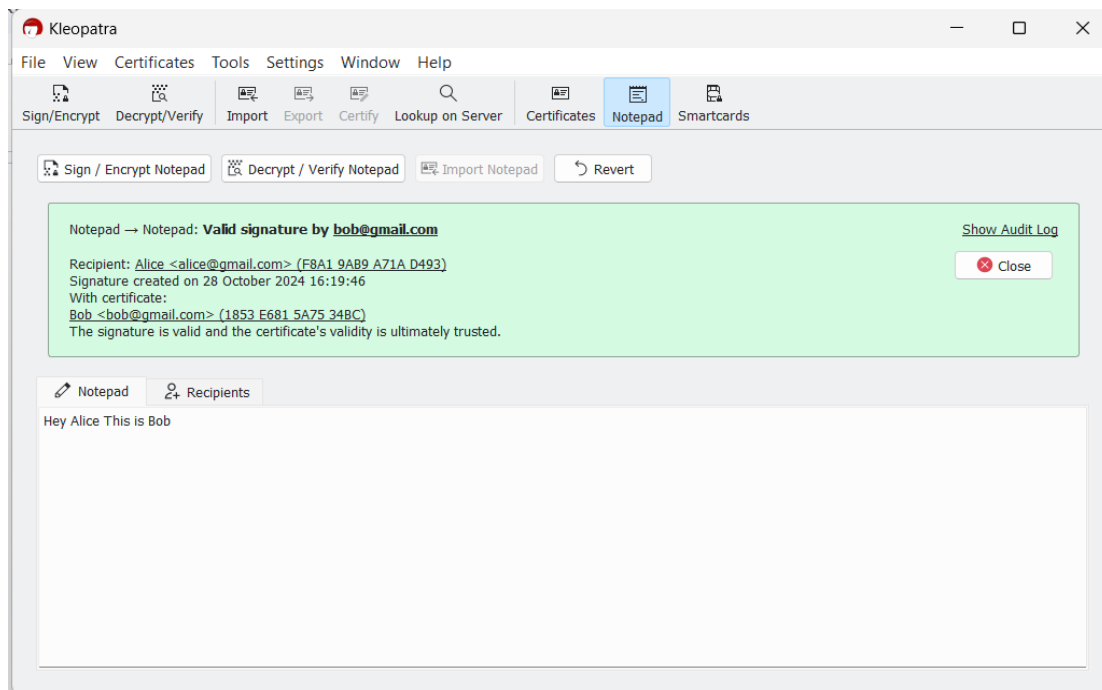 Kleopatra
File View Certificates Tools Settings Window Help
Sign/Encrypt Decrypt/Verify Import Export Certify Lookup on Server Certificates Notepad Smartcards
Sign / Encrypt Notepad Decrypt / Verify Notepad Import Notepad Revert
Notepad → Notepad: Valid signature by bob@gmail.com Show Audit Log
Recipient: Alice <alice@gmail.com> (F8A1 9AB9 A71A D493) Close
Signature created on 28 October 2024 16:19:46
With certificate:
Bob <bob@gmail.com> (1853 E681 5A75 34BC)
The signature is valid and the certificate's validity is ultimately trusted.
Notepad Recipients
Hey Alice This is Bob